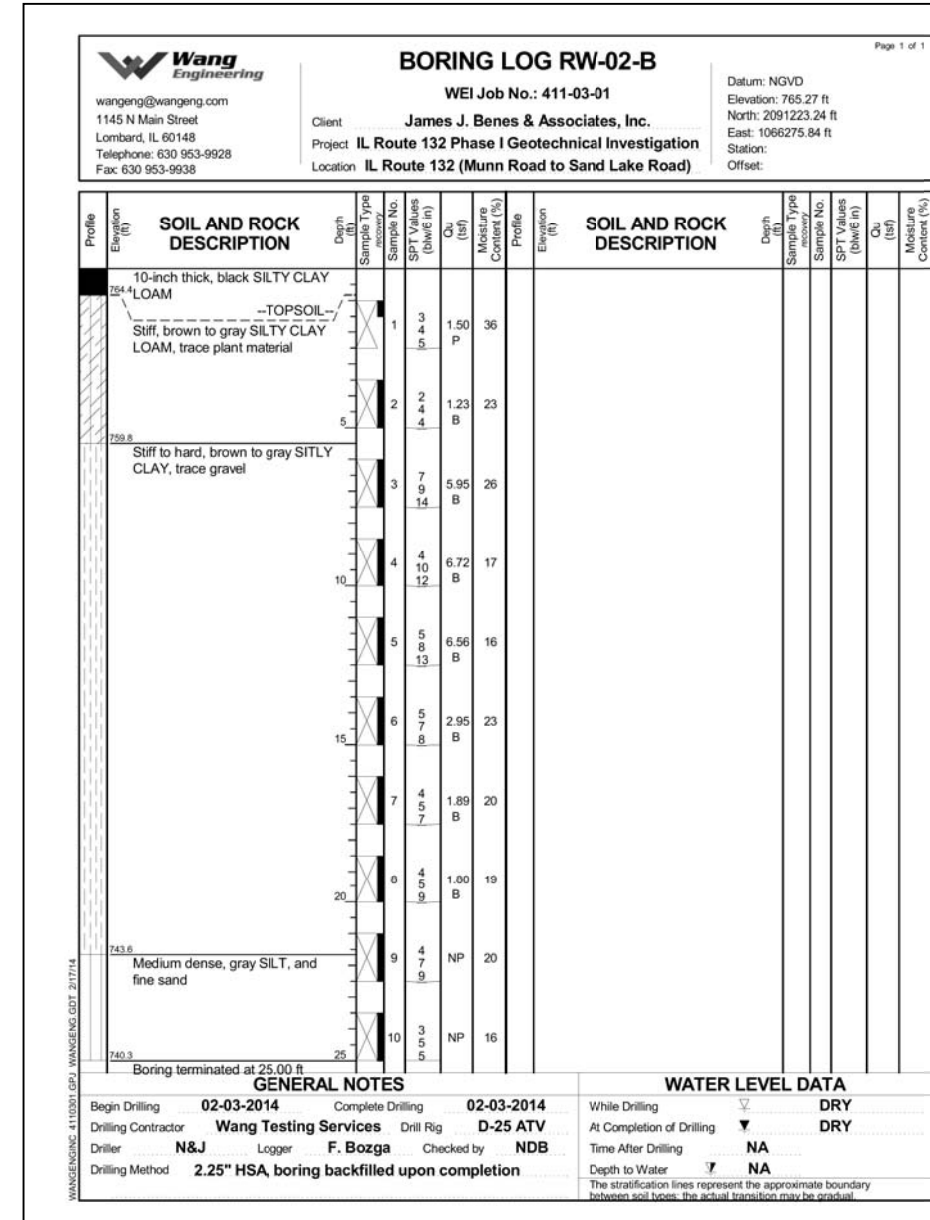 Page 1 of 1
Wang
Engineering
wangeng@wangeng.com
1145 N Main Street
Lombard, IL 60148
Telephone: 630 953-9928
Fax: 630 953-9938
BORING LOG RW-02-B
WEI Job No.: 411-03-01
Client James J. Benes & Associates, Inc.
Project IL Route 132 Phase I Geotechnical Investigation
Location IL Route 132 (Munn Road to Sand Lake Road)
Datum: NGVD
Elevation: 765.27 ft
North: 2091223.24 ft
East: 1066275.84 ft
Station:
Offset:
Profile Elevation (ft) SOIL AND ROCK DESCRIPTION Depth (ft) Sample Type recovery Sample No. SPT Values (blw/6 in) Qu (tsf) Moisture Content (%) Profile Elevation (ft) SOIL AND ROCK DESCRIPTION Depth (ft) Sample Type recovery Sample No. SPT Values (blw/6 in) Qu (tsf) Moisture Content (%)
10-inch thick, black SILTY CLAY
764.4 LOAM
--TOPSOIL--
Stiff, brown to gray SILTY CLAY
LOAM, trace plant material
1 3 4 5 1.50 P 36
2 2 4 4 1.23 B 23
5
759.8
Stiff to hard, brown to gray SITLY
CLAY, trace gravel
3 7 9 14 5.95 B 26
4 4 10 12 6.72 B 17
10
5 5 8 13 6.56 B 16
6 5 7 8 2.95 B 23
15
7 4 5 7 1.89 B 20
4 5 9 1.00 B 19
20
743.6
Medium dense, gray SILT, and
fine sand
9 4 7 9 NP 20
10 3 5 5 NP 16
740.3 25
Boring terminated at 25.00 ft
GENERAL NOTES
Begin Drilling 02-03-2014 Complete Drilling 02-03-2014
Drilling Contractor Wang Testing Services Drill Rig D-25 ATV
Driller N&J Logger F. Bozga Checked by NDB
Drilling Method 2.25" HSA, boring backfilled upon completion
WATER LEVEL DATA
While Drilling DRY
At Completion of Drilling DRY
Time After Drilling NA
Depth to Water NA
The stratification lines represent the approximate boundary
between soil types; the actual transition may be gradual.
WANGENGINC 4110301.GPJ WANGENG.GDT 2/17/14